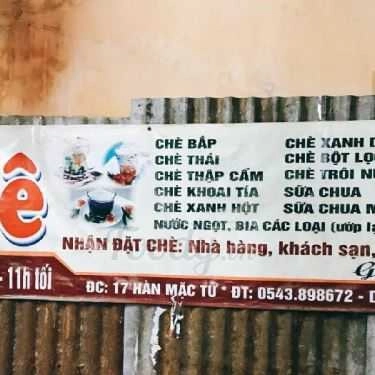 ê
CHÈ BẮP
CHÈ THÁI
CHÈ THẬP CẨM
CHÈ KHOAI TÍA
CHÈ XANH HỘT
CHÈ XANH
CHÈ BỘT LỌC
CHÈ TRÔI
SỮA CHUA
SỮA CHUA
NƯỚC NGỌT, BIA CÁC LOẠI (ướp
NHẬN ĐẶT CHÈ: Nhà hàng, khách sạn,
- 11h tối
ĐC: 17 HÀN MẶC TỬ * ĐT: 0543.898672 -